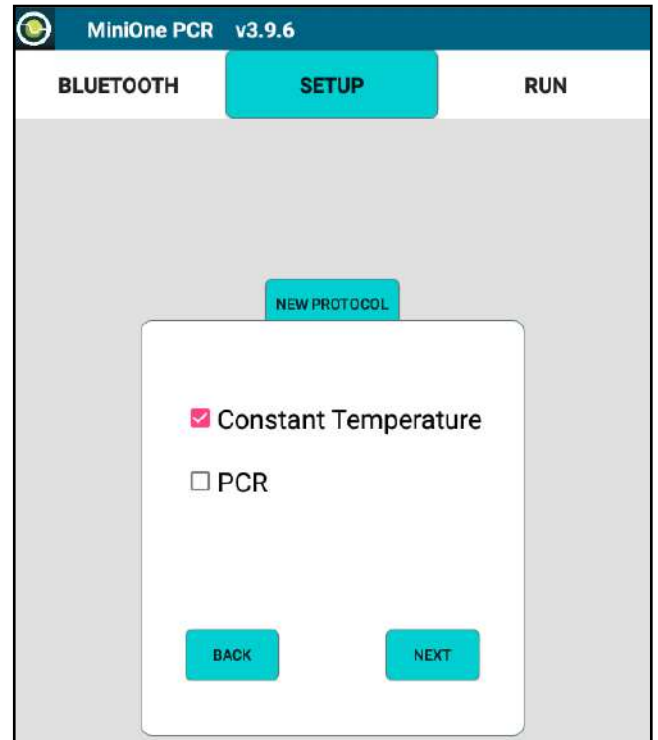 MiniOne PCR v3.9.6
BLUETOOTH SETUP RUN
NEW PROTOCOL
Constant Temperature
PCR
BACK NEXT